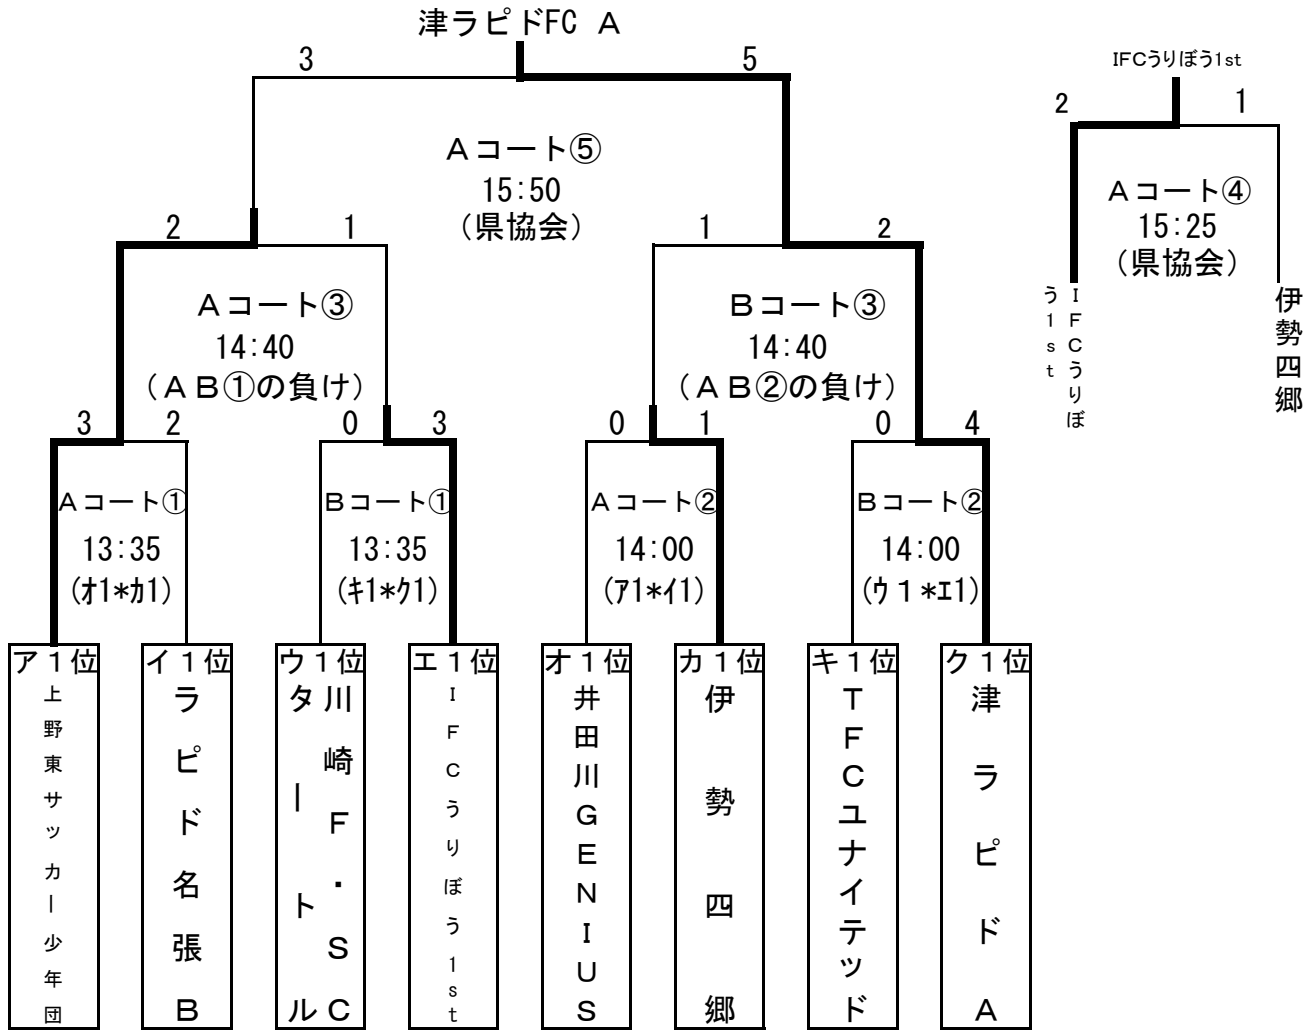 津ラピドFC A
3
5
Aコート⑤
15:50
(県協会)
2
1
1
2
Aコート③
14:40
(AB①の負け)
Bコート③
14:40
(AB②の負け)
3
2
0
3
0
1
0
4
Aコート①
13:35
(ｵ1*ｶ1)
Bコート①
13:35
(ｷ1*ｸ1)
Aコート②
14:00
(ｱ1*ｲ1)
Bコート②
14:00
(ｳ１*ｴ1)
ア１位
上野東サッカー少年団
イ１位
ラピド名張B
ウ１位
川崎F・SC
タートル
エ１位
IFCうりぼう1st
オ１位
井田川GENIUS
カ１位
伊勢四郷
キ１位
TFCユナイテッド
ク１位
津ラピドA
IFCうりぼう1st
2
1
Aコート④
15:25
(県協会)
IFCうりぼ
う1st
伊勢四郷